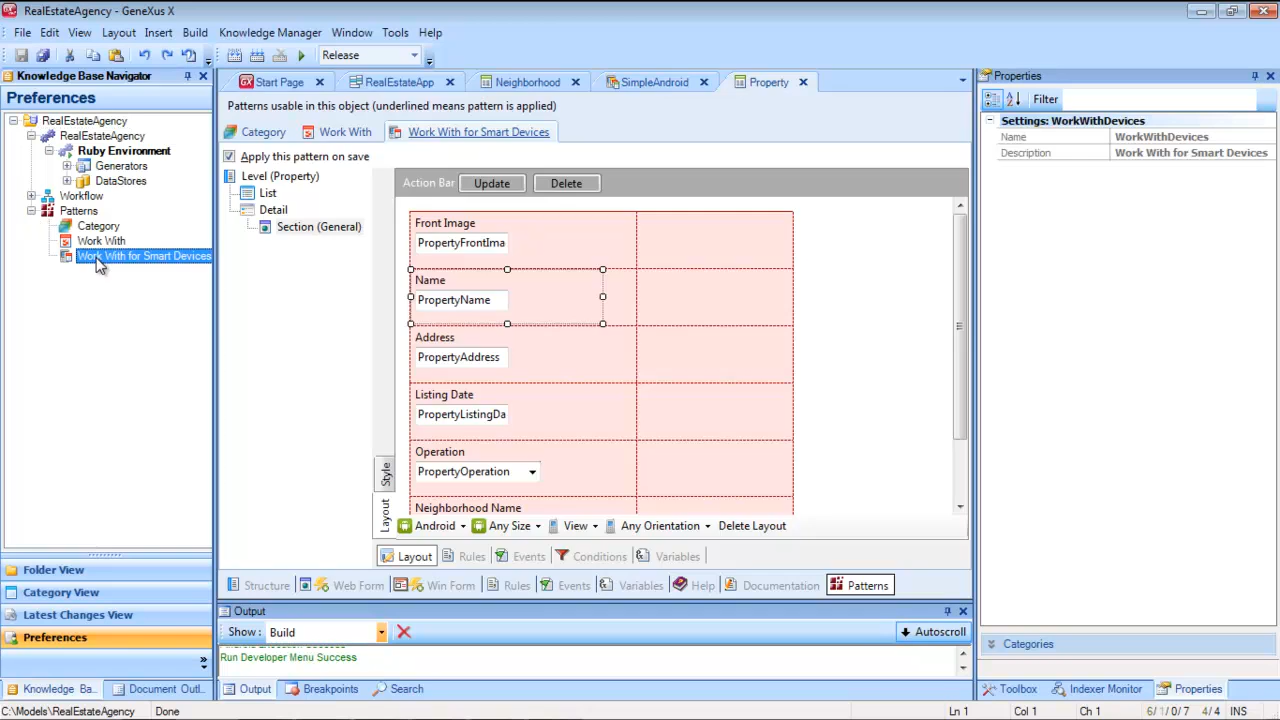 RealEstateAgency - GeneXus X
File Edit View Layout Insert Build Knowledge Manager Window Tools Help
Release
Knowledge Base Navigator
Preferences
RealEstateAgency
RealEstateAgency
Ruby Environment
Generators
DataStores
Workflow
Patterns
Category
Work With
Work With for Smart Devices
Folder View
Category View
Latest Changes View
Preferences
Knowledge Ba...
Document Outl...
GX Start Page
RealEstateApp
Neighborhood
SimpleAndroid
Property
Patterns usable in this object (underlined means pattern is applied)
Category Work With Work With for Smart Devices
Apply this pattern on save
Level (Property)
List
Detail
Section (General)
Style
Layout
Action Bar Update Delete
Front Image
PropertyFrontIma
Name
PropertyName
Address
PropertyAddress
Listing Date
PropertyListingDa
Operation
PropertyOperation
Neighborhood Name
Android Any Size View Any Orientation Delete Layout
Layout Rules Events Conditions Variables
Structure Web Form Win Form Rules Events Variables Help Documentation Patterns
Output
Show: Build Autoscroll
Run Developer Menu Success
Output Breakpoints Search
Properties
Filter
Settings: WorkWithDevices
Name WorkWithDevices
Description Work With for Smart Devices
Categories
Toolbox Indexer Monitor Properties
C:\Models\RealEstateAgency Done Ln 1 Col 1 Ch 1 6/ 1/ 0/ 7 4/ 4 INS